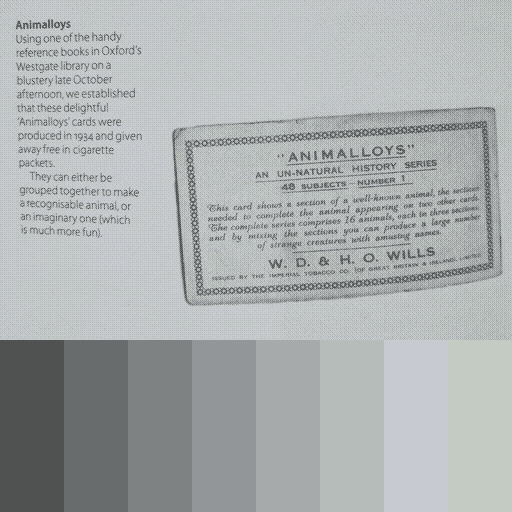 Animalloys
Using one of the handy
reference books in Oxford's
Westgate library on a
blustery late October
afternoon, we established
that these delightful
'Animalloys' cards were
produced in 1934 and given
away free in cigarette
packets.
They can either be
grouped together to make
a recognisable animal, or
an imaginary one (which
is much more fun).
"ANIMALLOYS"
AN UN-NATURAL HISTORY SERIES
48 SUBJECTS NUMBER 1
This card shows a section of a well-known animal, the sections
needed to complete the animal appearing on two other cards.
The complete series comprises 16 animals, each in three sections,
and by mixing the sections you can produce a large number
of strange creatures with amusing names.
W. D. & H. O. WILLS
ISSUED BY THE IMPERIAL TOBACCO CO. (OF GREAT BRITAIN & IRELAND), LIMITED